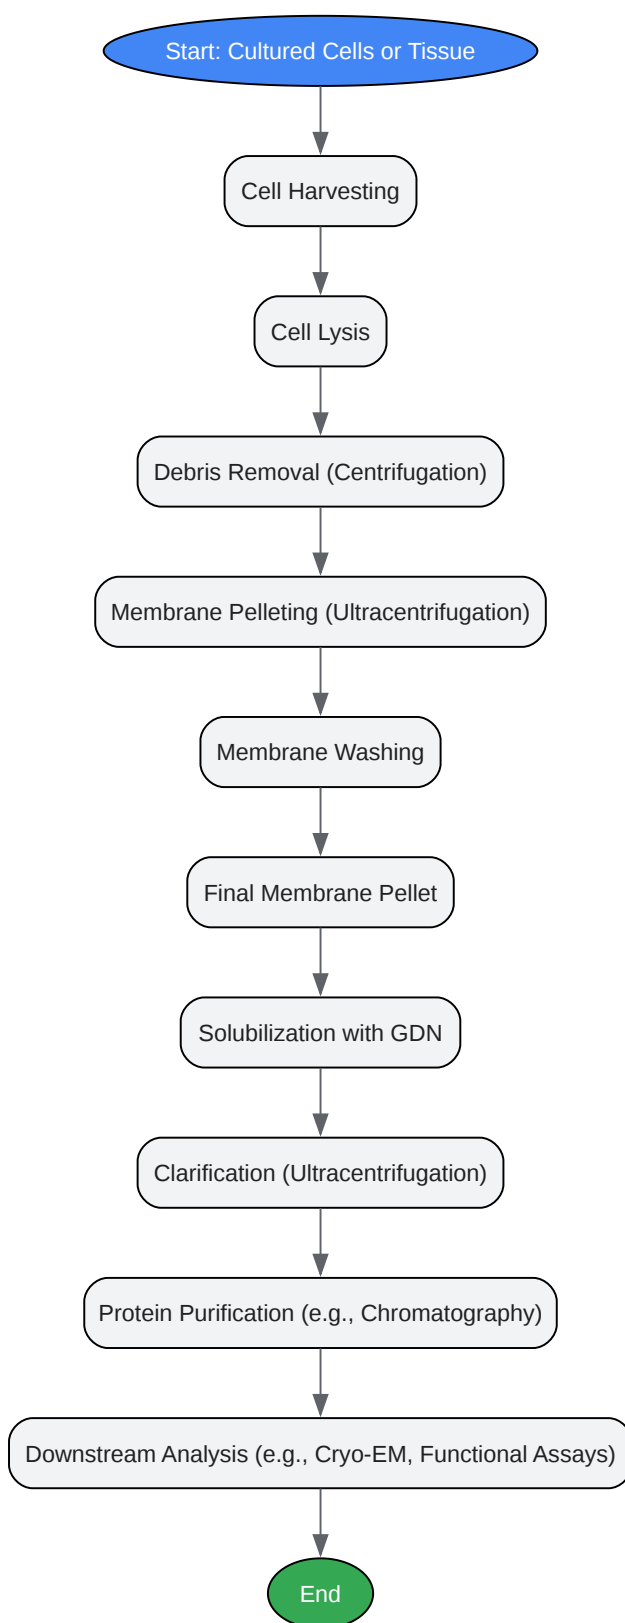 Start: Cultured Cells or Tissue
Cell Harvesting
Cell Lysis
Debris Removal (Centrifugation)
Membrane Pelleting (Ultracentrifugation)
Membrane Washing
Final Membrane Pellet
Solubilization with GDN
Clarification (Ultracentrifugation)
Protein Purification (e.g., Chromatography)
Downstream Analysis (e.g., Cryo-EM, Functional Assays)
End